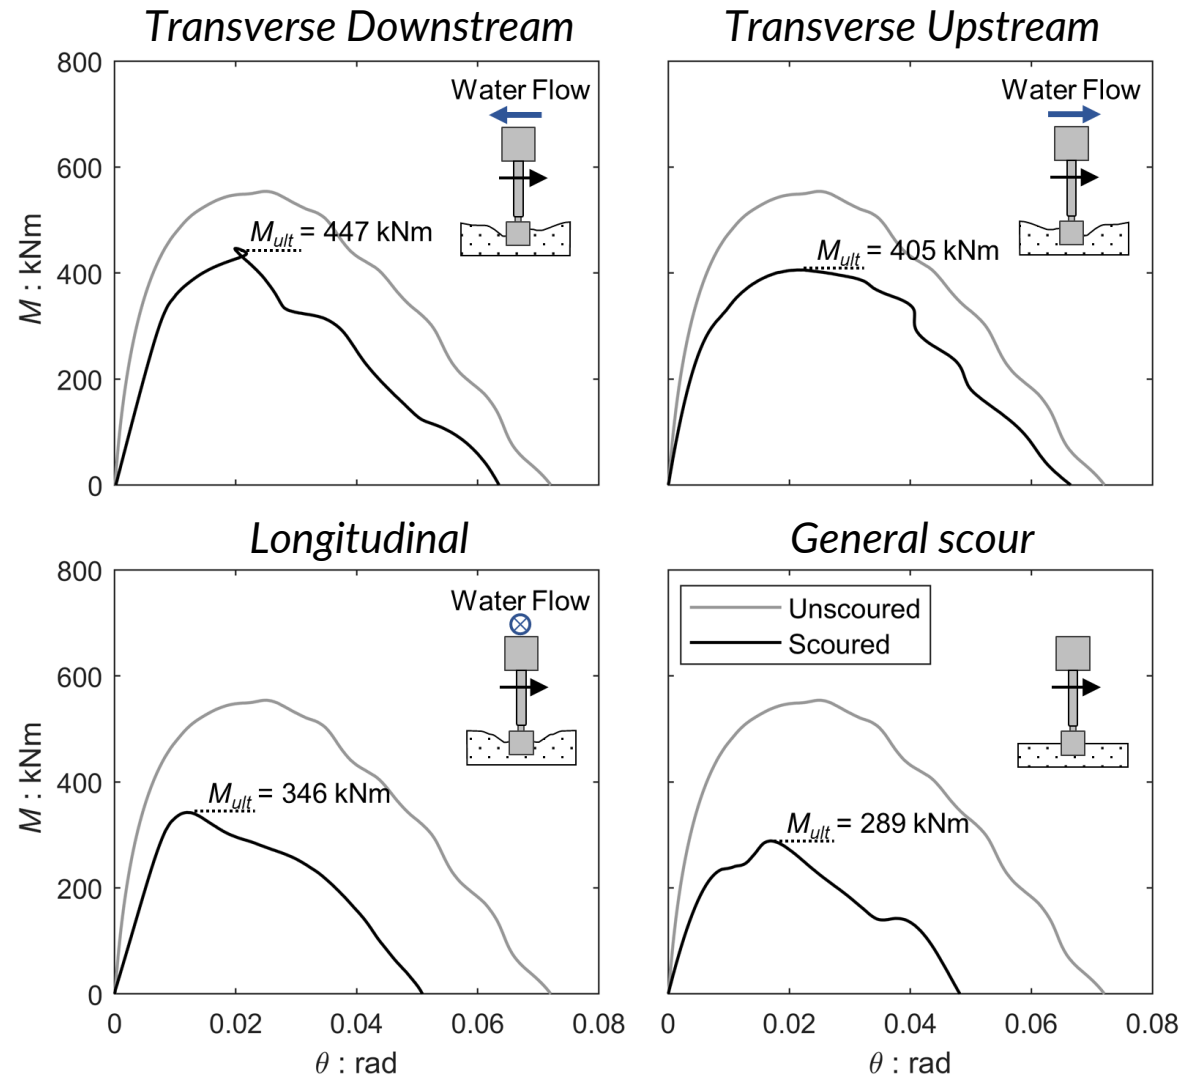 Transverse Downstream
Transverse Upstream
800
600
400
200
0
M : kNm
Water Flow
Mult = 447 kNm
Water Flow
Mult = 405 kNm
Longitudinal
General scour
800
600
400
200
0
M : kNm
Water Flow
Mult = 346 kNm
0 0.02 0.04 0.06 0.08
θ : rad
Unscoured
Scoured
Mult = 289 kNm
0 0.02 0.04 0.06 0.08
θ : rad